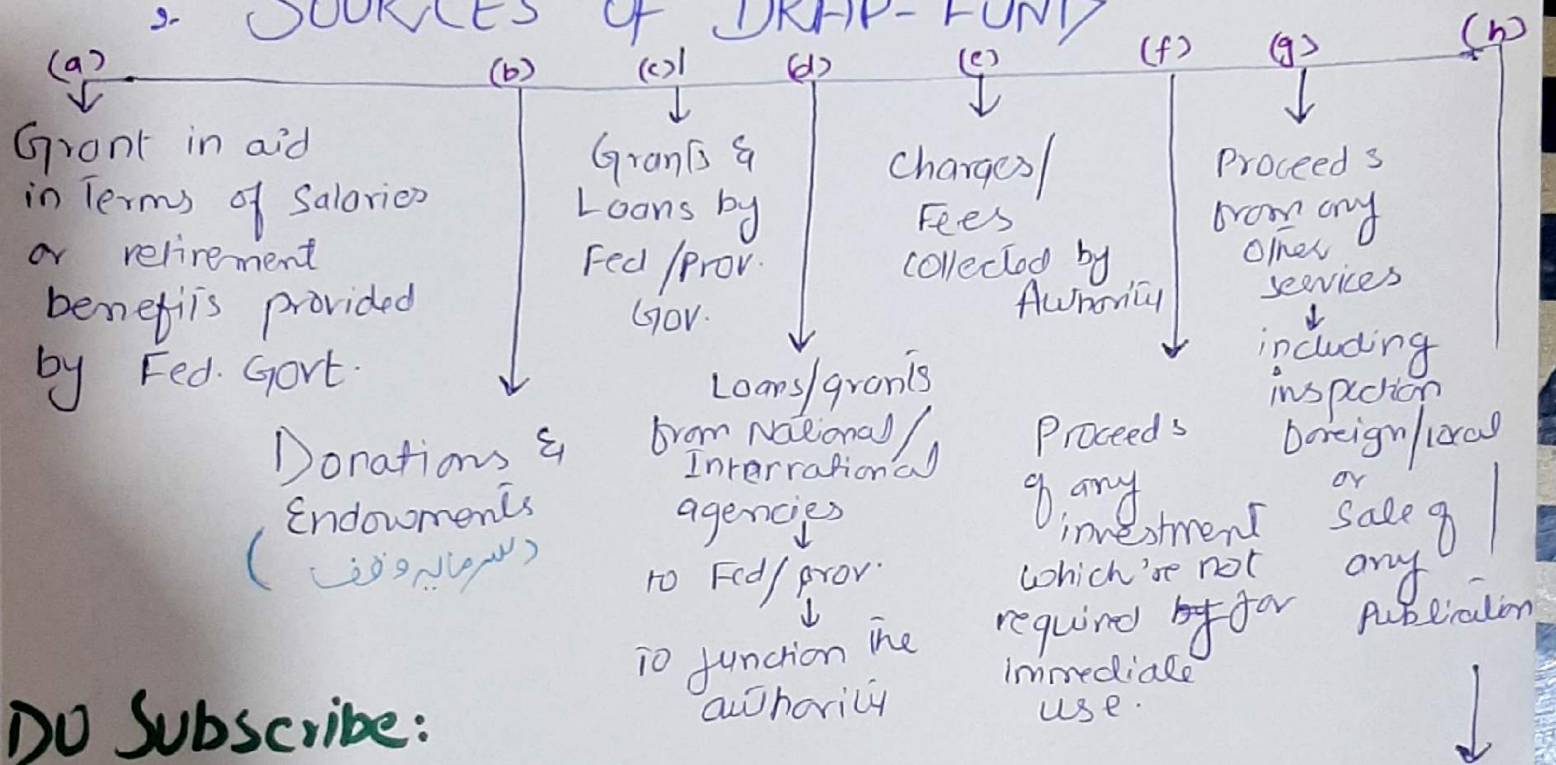 2- SOURCES OF DRAP-FUND
(a)
Grant in aid
in Terms of Salaries
or retirement
benefits provided
by Fed. Govt.
(b)
Donations &
Endowments
(سرمایہ وقف)
(c)
Grants &
Loans by
Fed/Prov.
Gov.
(d)
Loans/grants
from National/
International
agencies
to Fed/prov.
To function the
authority
(e)
Charges/
Fees
collected by
Authority
(f)
Proceeds
of any
investment
which're not
required by for
immediate
use.
(g)
Proceeds
from any
other
services
including
inspection
foreign/local
or
Sale of
any
Publication
(h)
DO Subscribe: